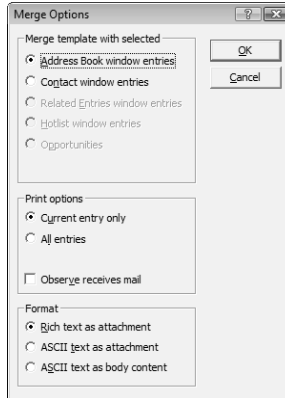 Merge Options
Merge template with selected
Address Book window entries
Contact window entries
Related Entries window entries
Hotlist window entries
Opportunities
OK
Cancel
Print options
Current entry only
All entries
Observe receives mail
Format
Rich text as attachment
ASCII text as attachment
ASCII text as body content